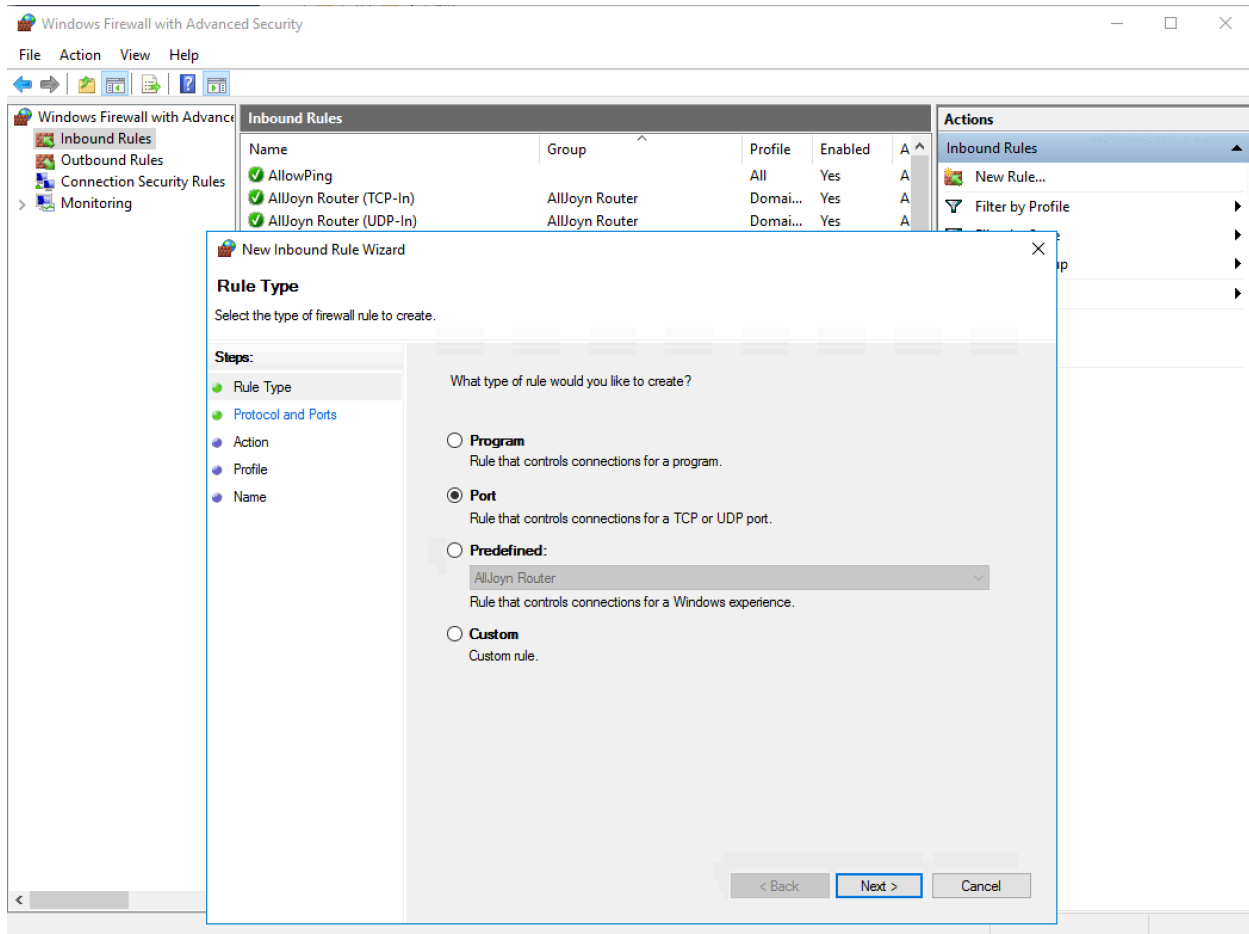 Windows Firewall with Advanced Security
File Action View Help
Windows Firewall with Advance
Inbound Rules
Outbound Rules
Connection Security Rules
Monitoring
Inbound Rules
Name Group Profile Enabled A
AllowPing All Yes A
AllJoyn Router (TCP-In) AllJoyn Router Domai... Yes A
AllJoyn Router (UDP-In) AllJoyn Router Domai... Yes A
Actions
Inbound Rules
New Rule...
Filter by Profile
New Inbound Rule Wizard
Rule Type
Select the type of firewall rule to create.
Steps:
Rule Type
Protocol and Ports
Action
Profile
Name
What type of rule would you like to create?
Program
Rule that controls connections for a program.
Port
Rule that controls connections for a TCP or UDP port.
Predefined:
AllJoyn Router
Rule that controls connections for a Windows experience.
Custom
Custom rule.
< Back Next > Cancel